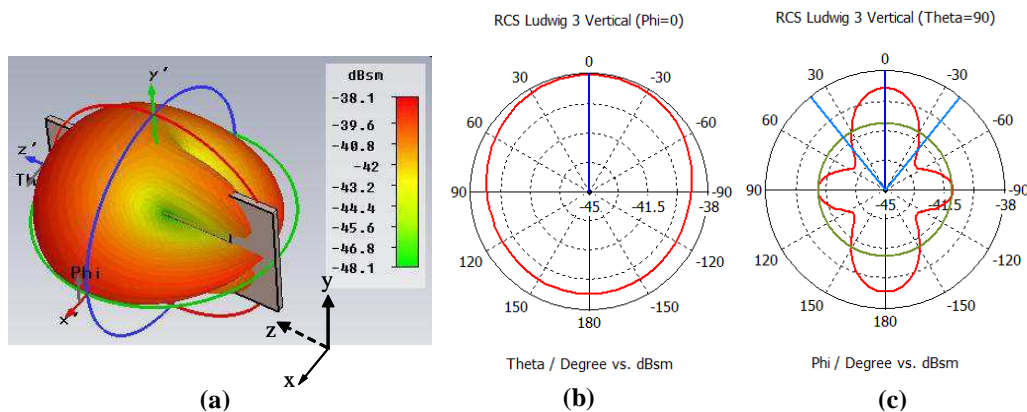 dBsm
-38.1
-39.6
-40.8
-42
-43.2
-44.4
-45.6
-46.8
-48.1
y'
z'
Th
Phi
x'
y
z
x
(a)
RCS Ludwig 3 Vertical (Phi=0)
0
30 -30
60 -60
90 -45 -41.5 -38 -90
120 -120
150 -150
180
Theta / Degree vs. dBsm
(b)
RCS Ludwig 3 Vertical (Theta=90)
0
30 -30
60 -60
90 -45 -41.5 -38 -90
120 -120
150 -150
180
Phi / Degree vs. dBsm
(c)